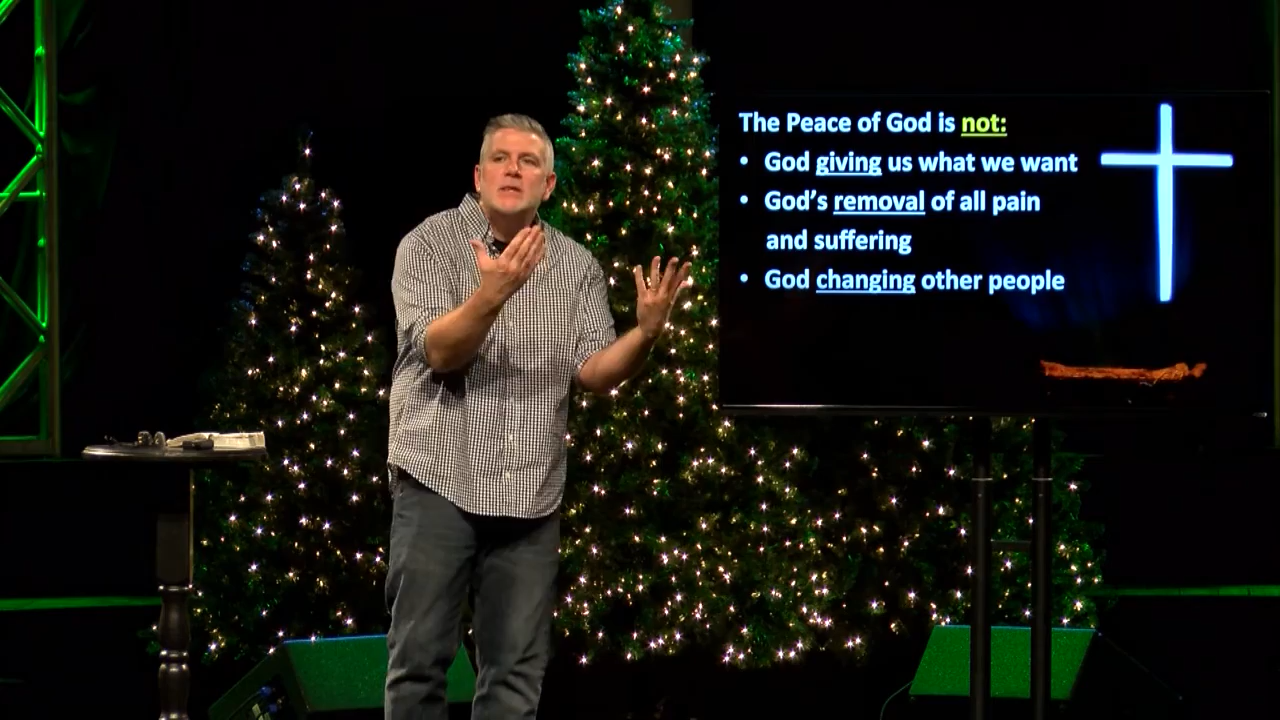 The Peace of God is not:
• God giving us what we want
• God's removal of all pain
and suffering
• God changing other people